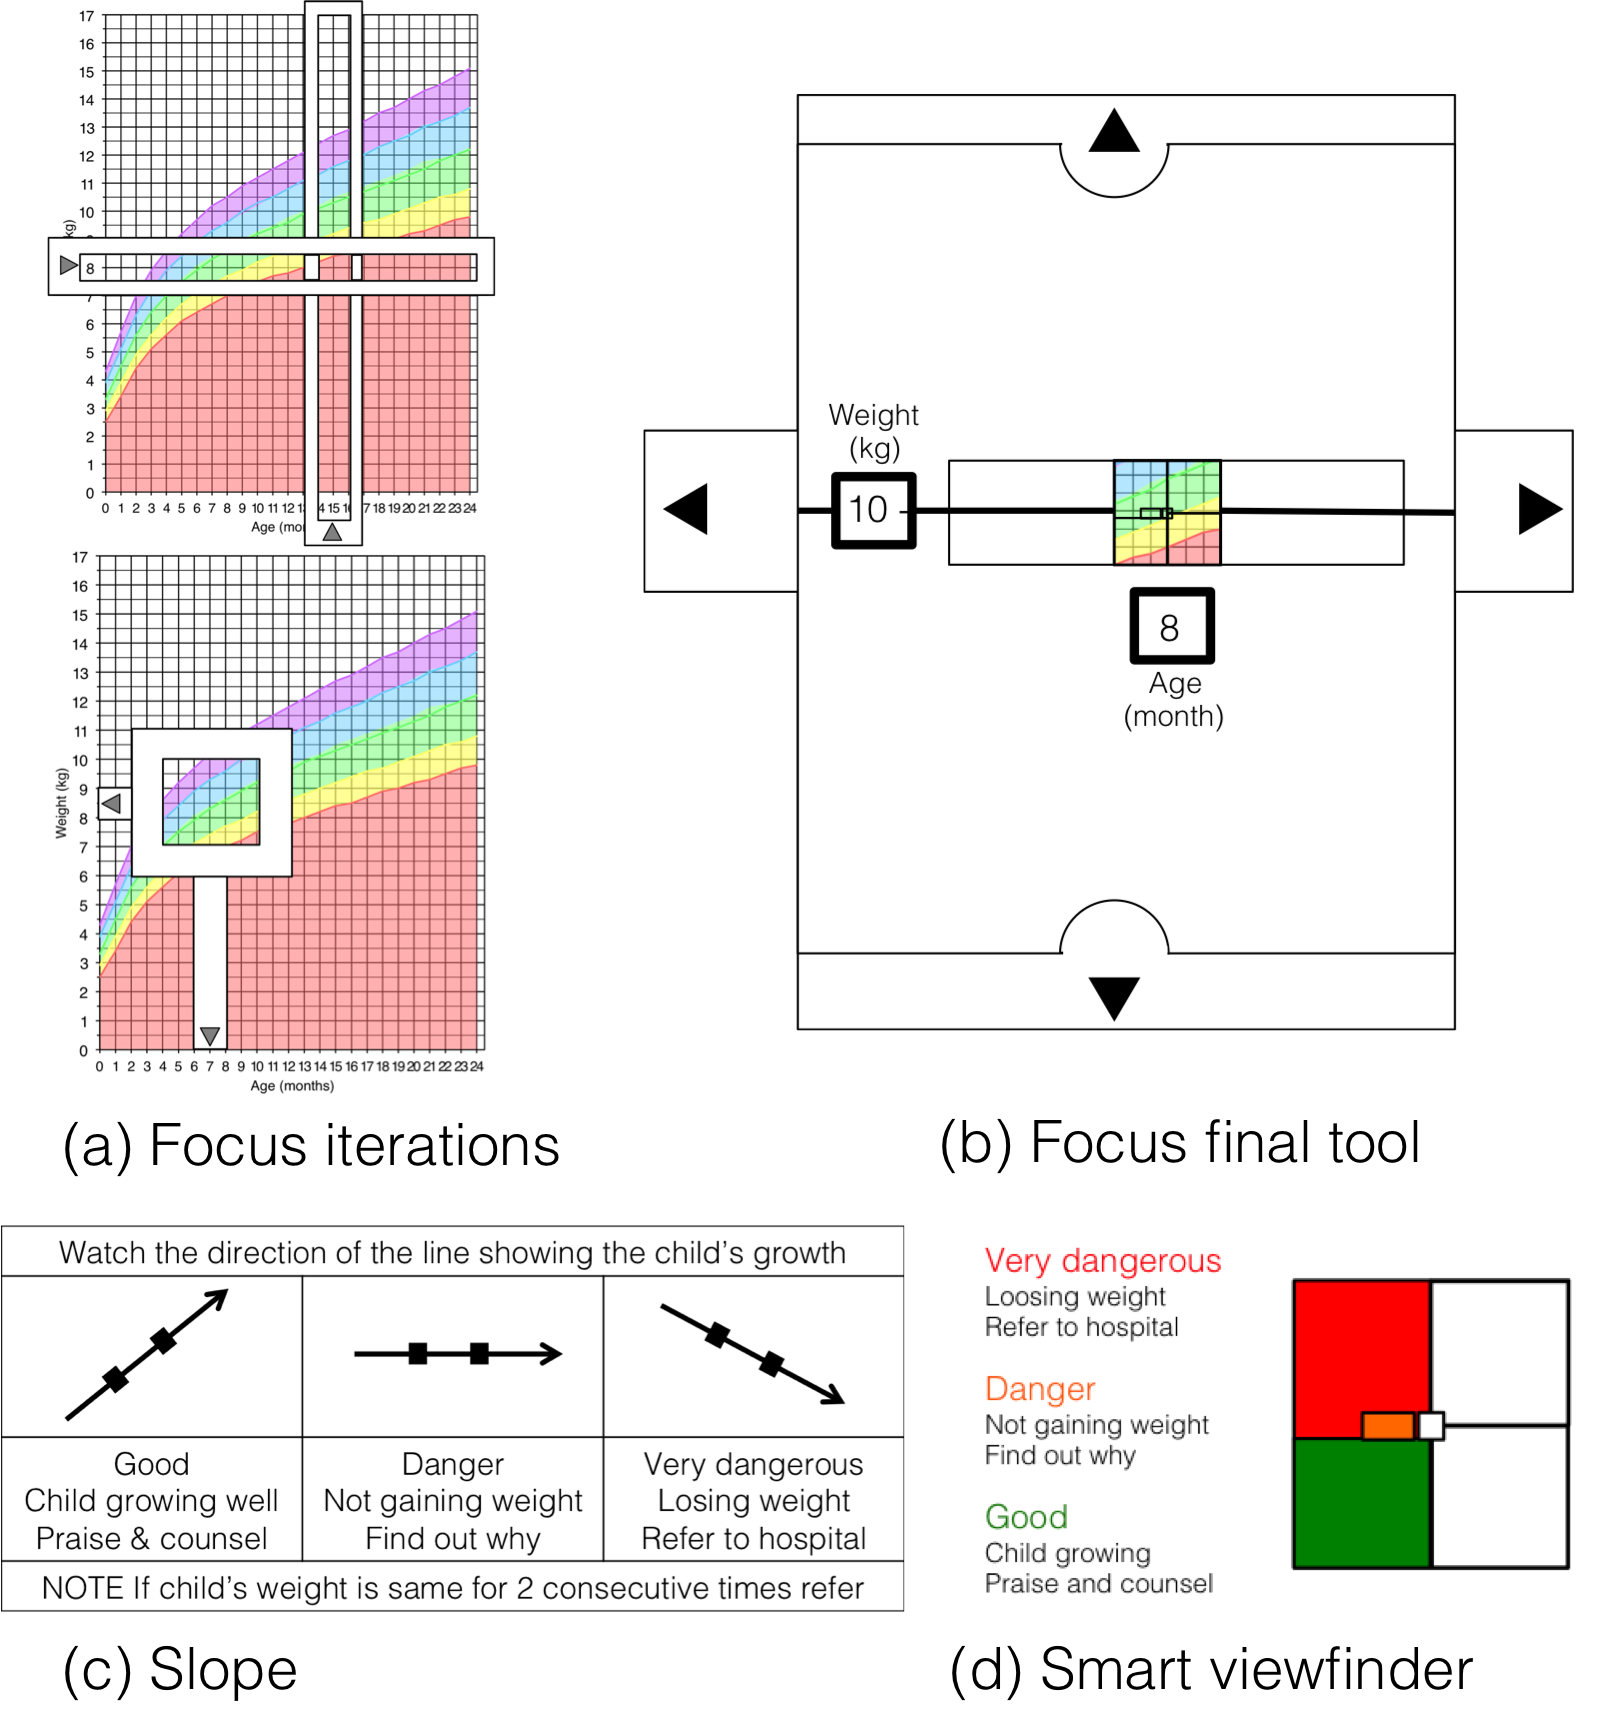 17
16
15
14
13
12
11
10
kg)
8
7
6
5
4
3
2
1
0
0 1 2 3 4 5 6 7 8 9 10 11 12 15 18 19 20 21 22 23 24
Age (mon
17
16
15
14
13
12
11
10
9
8
7
6
5
4
3
2
1
0
Weight (kg)
0 1 2 3 4 5 6 7 8 9 10 11 12 13 14 15 16 17 18 19 20 21 22 23 24
Age (months)
(a) Focus iterations
Weight
(kg)
10
8
Age
(month)
(b) Focus final tool
Watch the direction of the line showing the child's growth
Good
Child growing well
Praise & counsel
Danger
Not gaining weight
Find out why
Very dangerous
Losing weight
Refer to hospital
NOTE If child's weight is same for 2 consecutive times refer
(c) Slope
Very dangerous
Loosing weight
Refer to hospital
Danger
Not gaining weight
Find out why
Good
Child growing
Praise and counsel
(d) Smart viewfinder